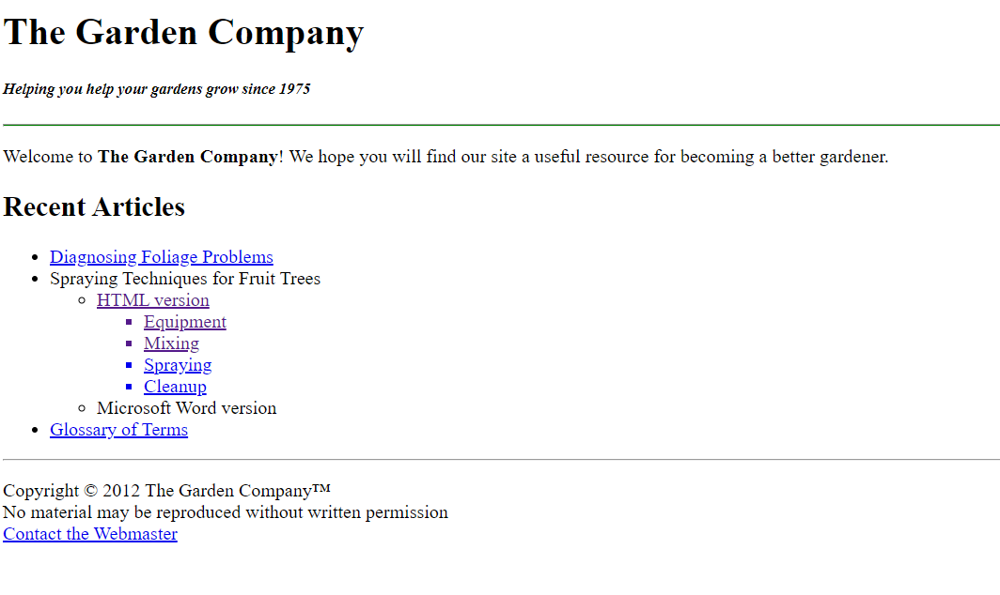 The Garden Company
Helping you help your gardens grow since 1975
Welcome to The Garden Company! We hope you will find our site a useful resource for becoming a better gardener.
Recent Articles
Diagnosing Foliage Problems
Spraying Techniques for Fruit Trees
HTML version
Equipment
Mixing
Spraying
Cleanup
Microsoft Word version
Glossary of Terms
Copyright © 2012 The Garden Company™
No material may be reproduced without written permission
Contact the Webmaster